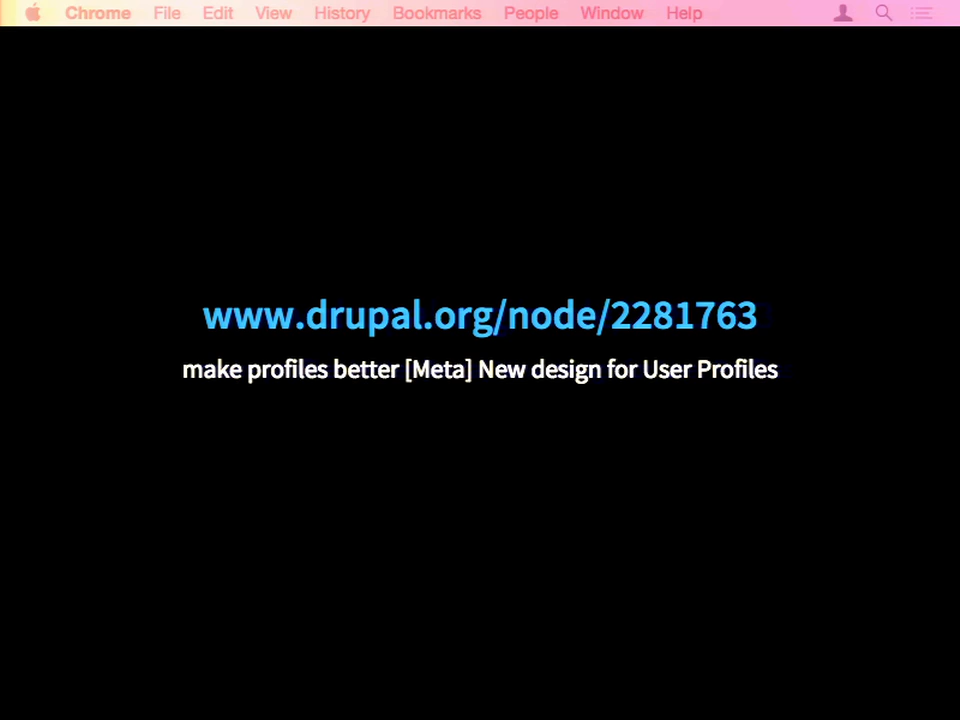 Chrome File Edit View History Bookmarks People Window Help
www.drupal.org/node/2281763
make profiles better [Meta] New design for User Profiles